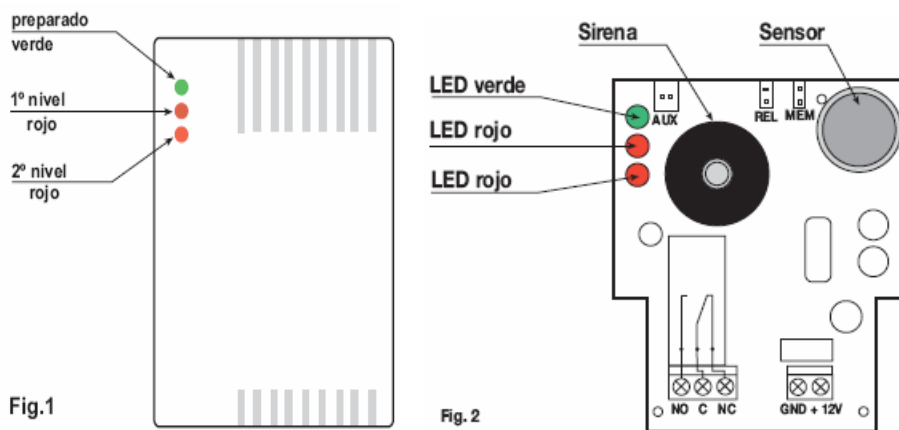 preparado
verde
1º nivel
rojo
2º nivel
rojo
Fig.1
Sirena
Sensor
LED verde
LED rojo
LED rojo
AUX
REL
MEM
NO C NC
GND + 12V
Fig. 2